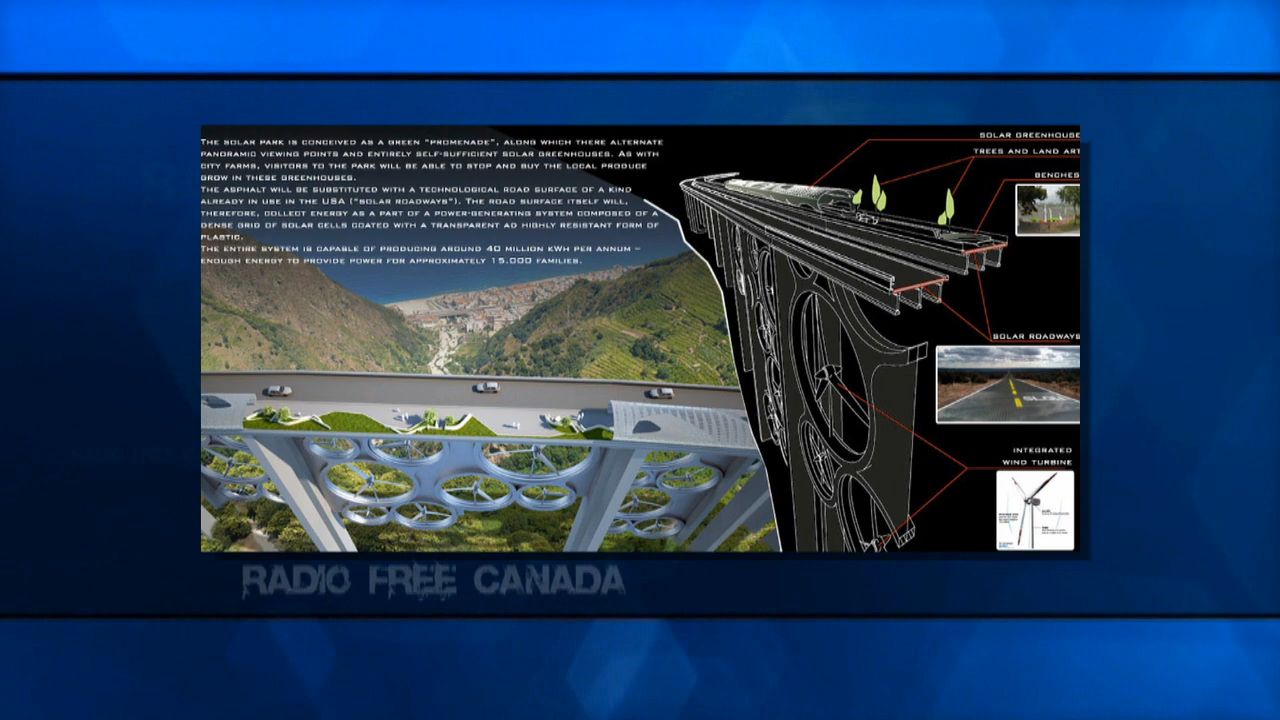 THE SOLAR PARK IS CONCEIVED AS A GREEN "PROMENADE", ALONG WHICH THERE ALTERNATE
PANORAMIC VIEWING POINTS AND ENTIRELY SELF-SUFFICIENT SOLAR GREENHOUSES. AS WITH
CITY FARMS, VISITORS TO THE PARK WILL BE ABLE TO STOP AND BUY THE LOCAL PRODUCE
GROW IN THESE GREENHOUSES.
THE ASPHALT WILL BE SUBSTITUTED WITH A TECHNOLOGICAL ROAD SURFACE OF A KIND
ALREADY IN USE IN THE USA ("SOLAR ROADWAYS"). THE ROAD SURFACE ITSELF WILL,
THEREFORE, COLLECT ENERGY AS A PART OF A POWER-GENERATING SYSTEM COMPOSED OF A
DENSE GRID OF SOLAR CELLS COATED WITH A TRANSPARENT AD HIGHLY RESISTANT FORM OF
PLASTIC.
THE ENTIRE SYSTEM IS CAPABLE OF PRODUCING AROUND 40 MILLION KWH PER ANNUM –
ENOUGH ENERGY TO PROVIDE POWER FOR APPROXIMATELY 15.000 FAMILIES.
SOLAR GREENHOUSE
TREES AND LAND ART
BENCHES
SOLAR ROADWAYS
SLOW
INTEGRATED
WIND TURBINE
RADIO FREE CANADA